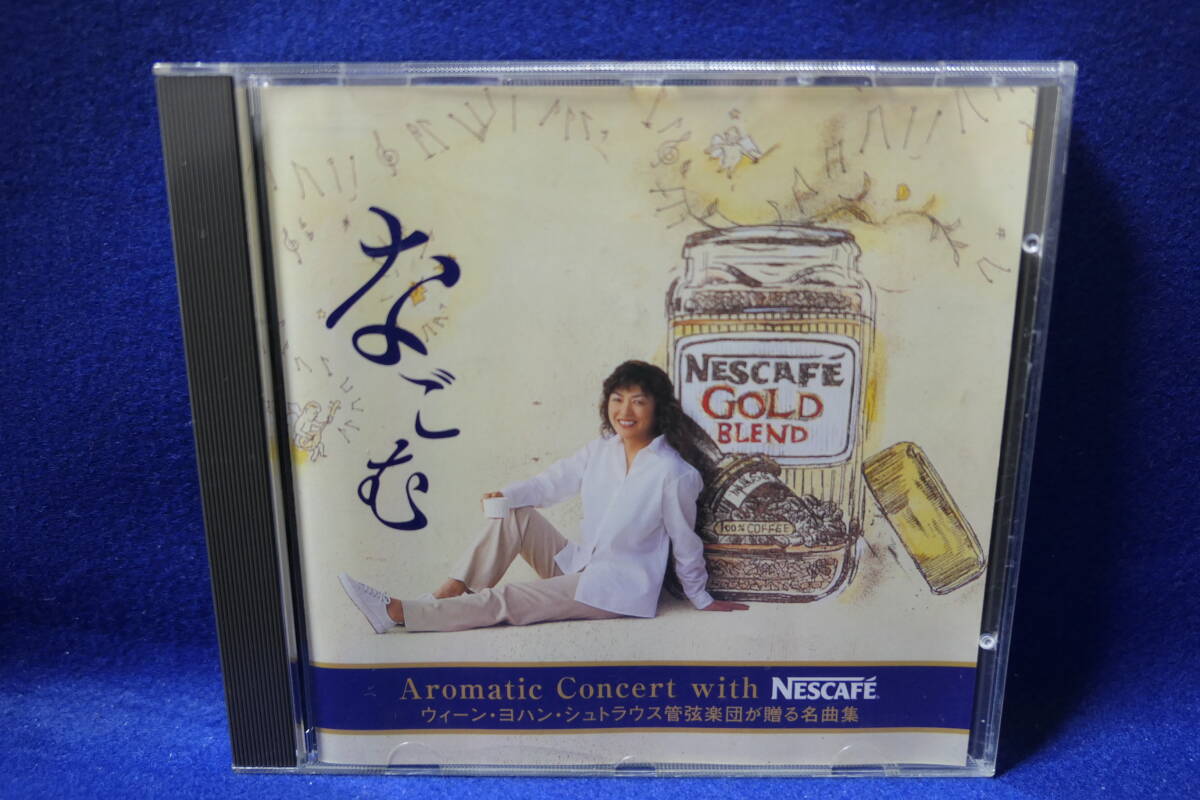 なごむ
NESCAFÉ
GOLD
BLEND
100% COFFEE
Aromatic Concert with NESCAFÉ
ウィーン・ヨハン・シュトラウス管弦楽団が贈る名曲集